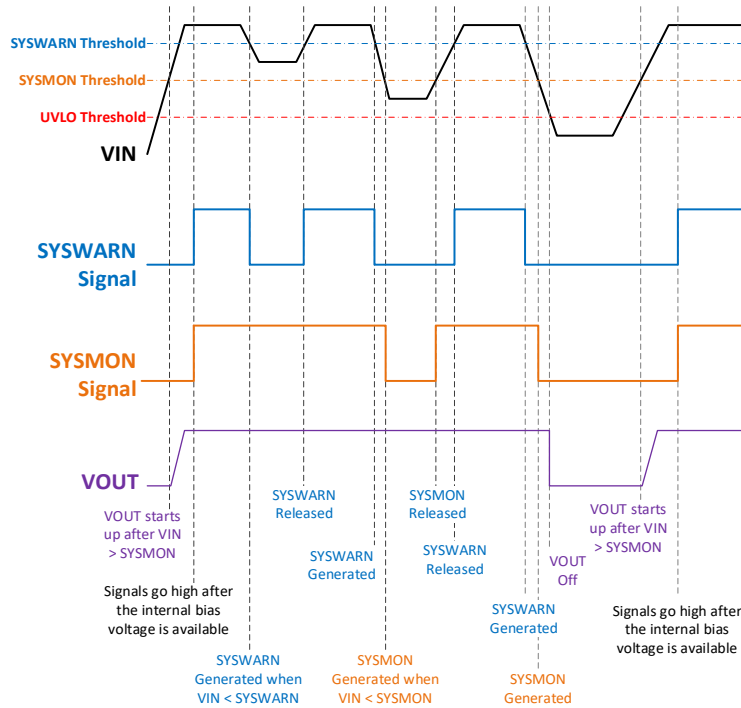 SYSWARN Threshold
SYSMON Threshold
UVLO Threshold
VIN
SYSWARN
Signal
SYSMON
Signal
VOUT
VOUT starts
up after VIN
> SYSMON
Signals go high after
the internal bias
voltage is available
SYSWARN
Generated when
VIN < SYSWARN
SYSWARN
Released
SYSWARN
Generated
SYSMON
Generated when
VIN < SYSMON
SYSMON
Released
SYSWARN
Released
SYSWARN
Generated
SYSMON
Generated
VOUT
Off
VOUT starts
up after VIN
> SYSMON
Signals go high after
the internal bias
voltage is available